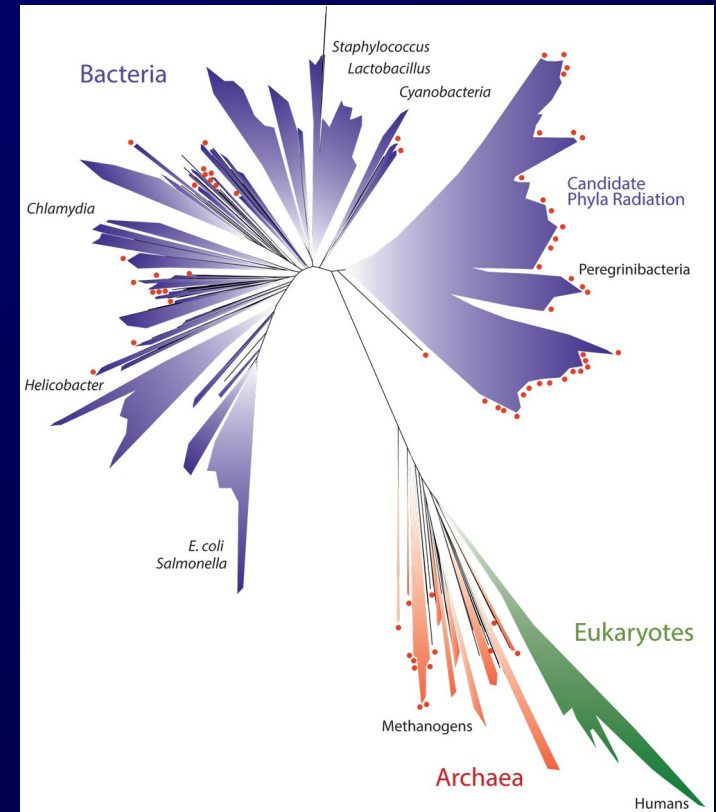 Staphylococcus
Bacteria
Lactobacillus
Cyanobacteria
Candidate
Phyla Radiation
Chlamydia
Peregrinibacteria
Helicobacter
E. coli
Salmonella
Eukaryotes
Methanogens
Archaea
Humans